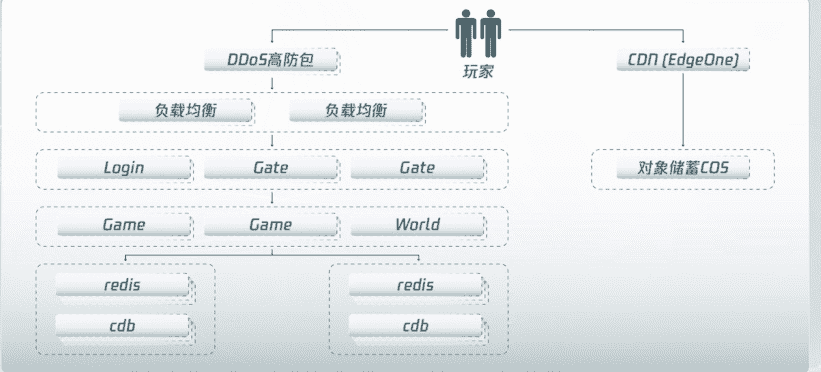 玩家
DDoS高防包
CDN (EdgeOne)
负载均衡
负载均衡
Login
Gate
Gate
对象储蓄COS
Game
Game
World
redis
redis
cdb
cdb